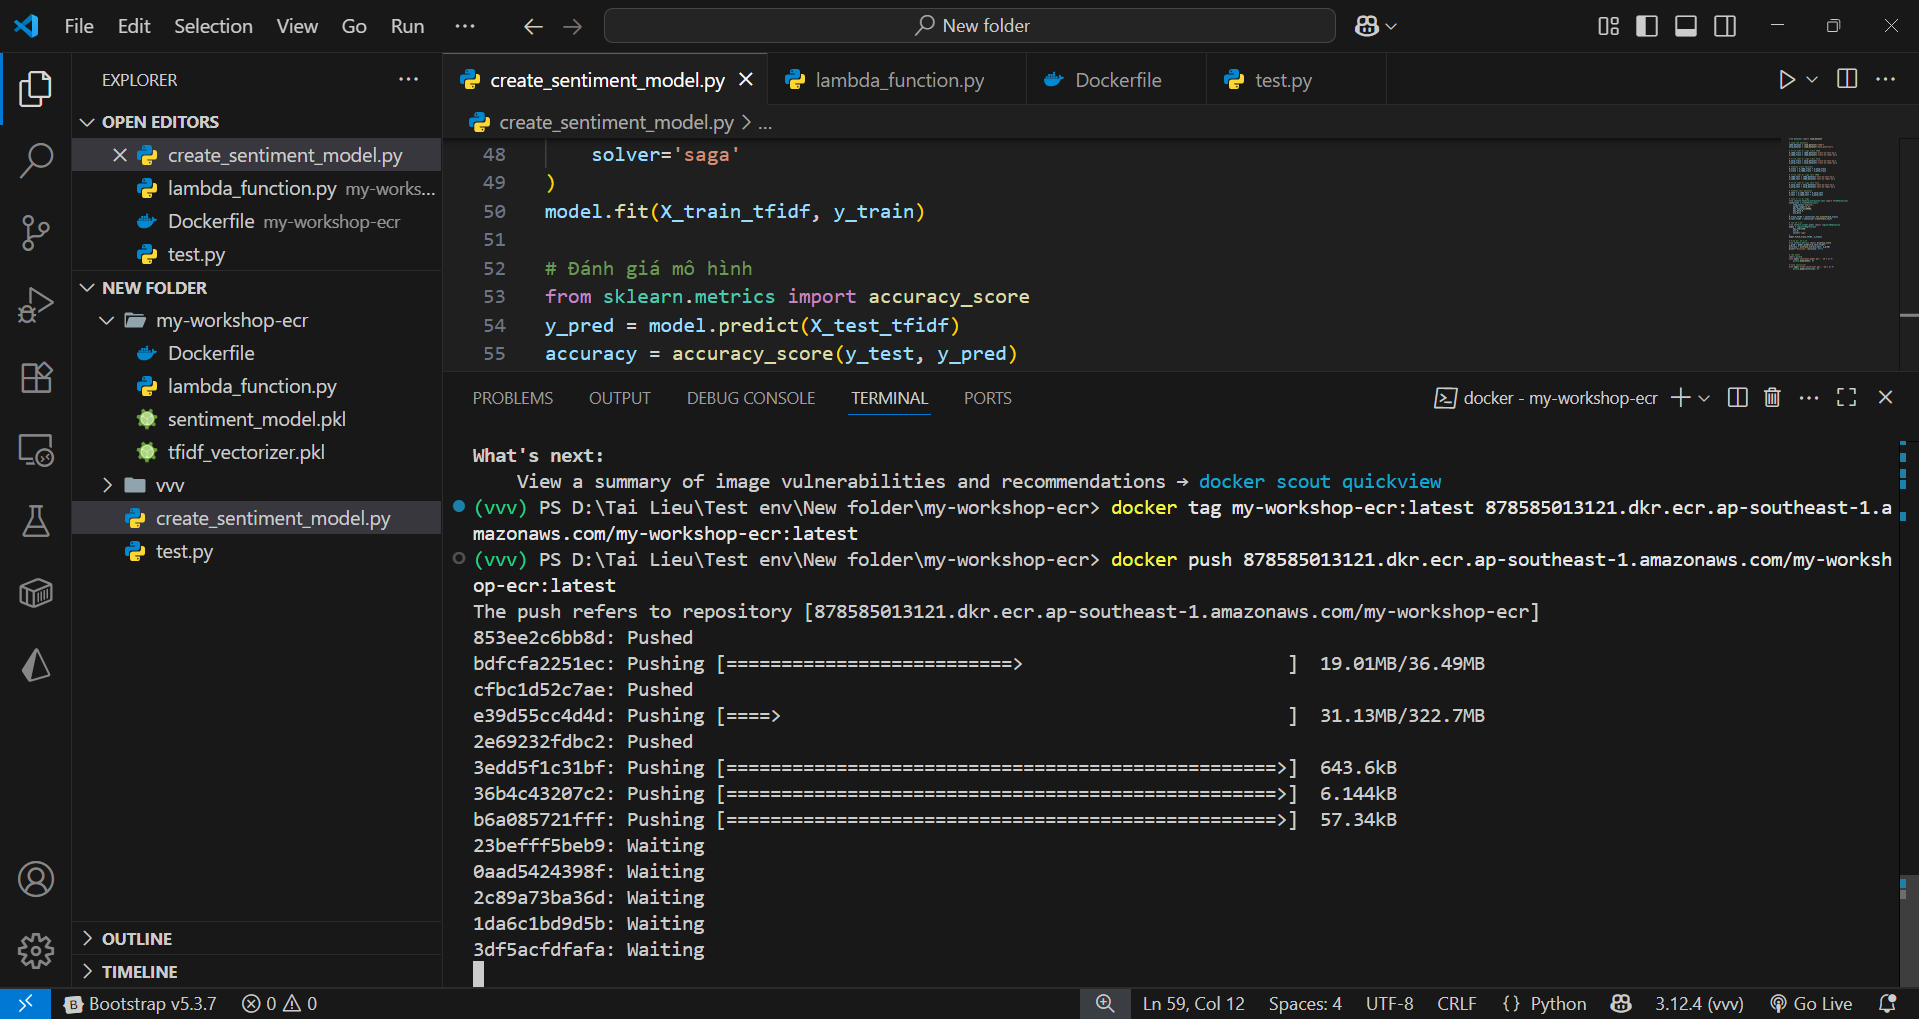 File Edit Selection View Go Run ... New folder
EXPLORER ...
OPEN EDITORS
create_sentiment_model.py
lambda_function.py my-works...
Dockerfile my-workshop-ecr
test.py
NEW FOLDER
my-workshop-ecr
Dockerfile
lambda_function.py
sentiment_model.pkl
tfidf_vectorizer.pkl
vvv
create_sentiment_model.py
test.py
OUTLINE
TIMELINE
create_sentiment_model.py lambda_function.py Dockerfile test.py
create_sentiment_model.py > ...
48 solver='saga'
49 )
50 model.fit(X_train_tfidf, y_train)
51
52 # Đánh giá mô hình
53 from sklearn.metrics import accuracy_score
54 y_pred = model.predict(X_test_tfidf)
55 accuracy = accuracy_score(y_test, y_pred)
PROBLEMS OUTPUT DEBUG CONSOLE TERMINAL PORTS docker - my-workshop-ecr
What's next:
View a summary of image vulnerabilities and recommendations → docker scout quickview
(vvv) PS D:\Tai Lieu\Test env\New folder\my-workshop-ecr> docker tag my-workshop-ecr:latest 878585013121.dkr.ecr.ap-southeast-1.a
mazonaws.com/my-workshop-ecr:latest
(vvv) PS D:\Tai Lieu\Test env\New folder\my-workshop-ecr> docker push 878585013121.dkr.ecr.ap-southeast-1.amazonaws.com/my-worksh
op-ecr:latest
The push refers to repository [878585013121.dkr.ecr.ap-southeast-1.amazonaws.com/my-workshop-ecr]
853ee2c6bb8d: Pushed
bdfcfa2251ec: Pushing [==========================>                        ]  19.01MB/36.49MB
cfbc1d52c7ae: Pushed
e39d55cc4d4d: Pushing [====>                                              ]  31.13MB/322.7MB
2e69232fdbc2: Pushed
3edd5f1c31bf: Pushing [==================================================>]  643.6kB
36b4c43207c2: Pushing [==================================================>]  6.144kB
b6a085721fff: Pushing [==================================================>]  57.34kB
23befff5beb9: Waiting
0aad5424398f: Waiting
2c89a73ba36d: Waiting
1da6c1bd9d5b: Waiting
3df5acfdfafa: Waiting
Bootstrap v5.3.7 0 0 Ln 59, Col 12 Spaces: 4 UTF-8 CRLF {} Python 3.12.4 (vvv) Go Live